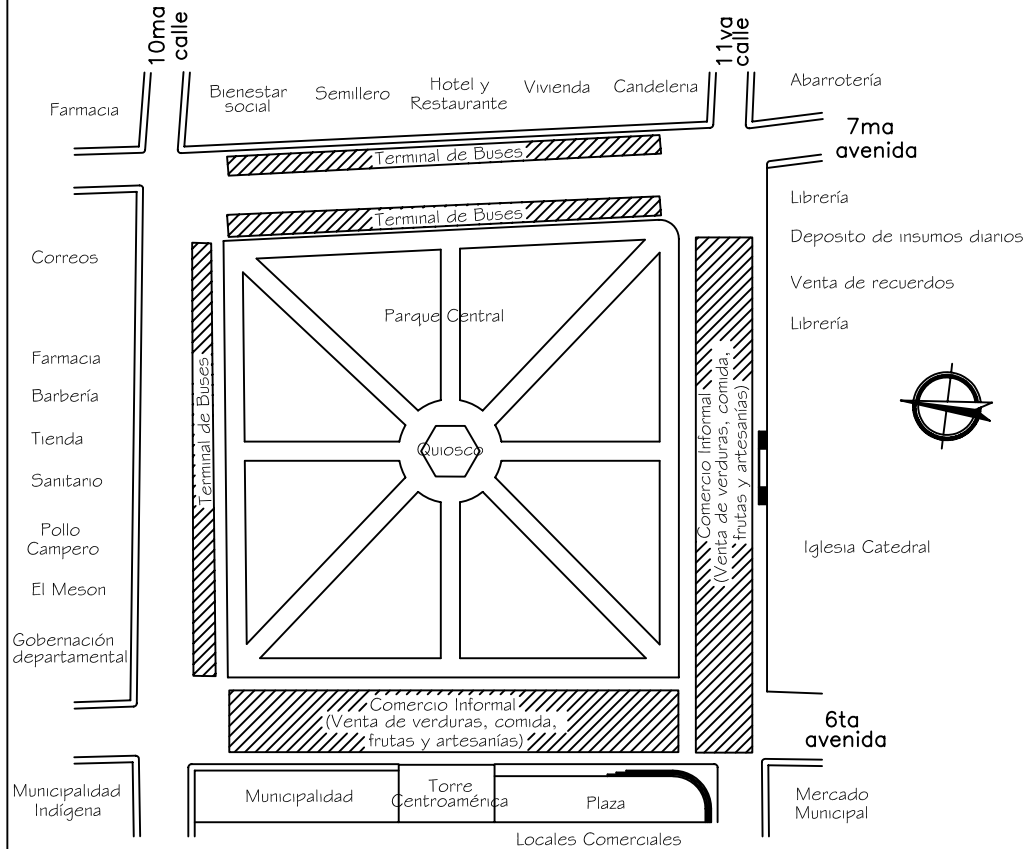 10ma
calle
11va
calle
Farmacia
Bienestar
social
Semillero
Hotel y
Restaurante
Vivienda
Candeleria
Abarrotería
7ma
avenida
Terminal de Buses
Terminal de Buses
Librería
Deposito de insumos diarios
Venta de recuerdos
Librería
Correos
Farmacia
Barbería
Tienda
Sanitario
Pollo
Campero
El Meson
Gobernación
departamental
Terminal de Buses
Parque Central
Quiosco
Comercio Informal
(Venta de verduras, comida,
frutas y artesanías)
Iglesia Catedral
Comercio Informal
(Venta de verduras, comida,
frutas y artesanías)
6ta
avenida
Municipalidad
Indígena
Municipalidad
Torre
Centroamérica
Plaza
Mercado
Municipal
Locales Comerciales